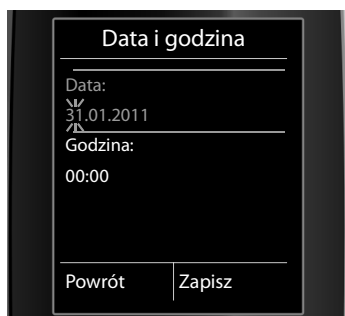 Data i godzina
Data:
31.01.2011
Godzina:
00:00
Powrót Zapisz